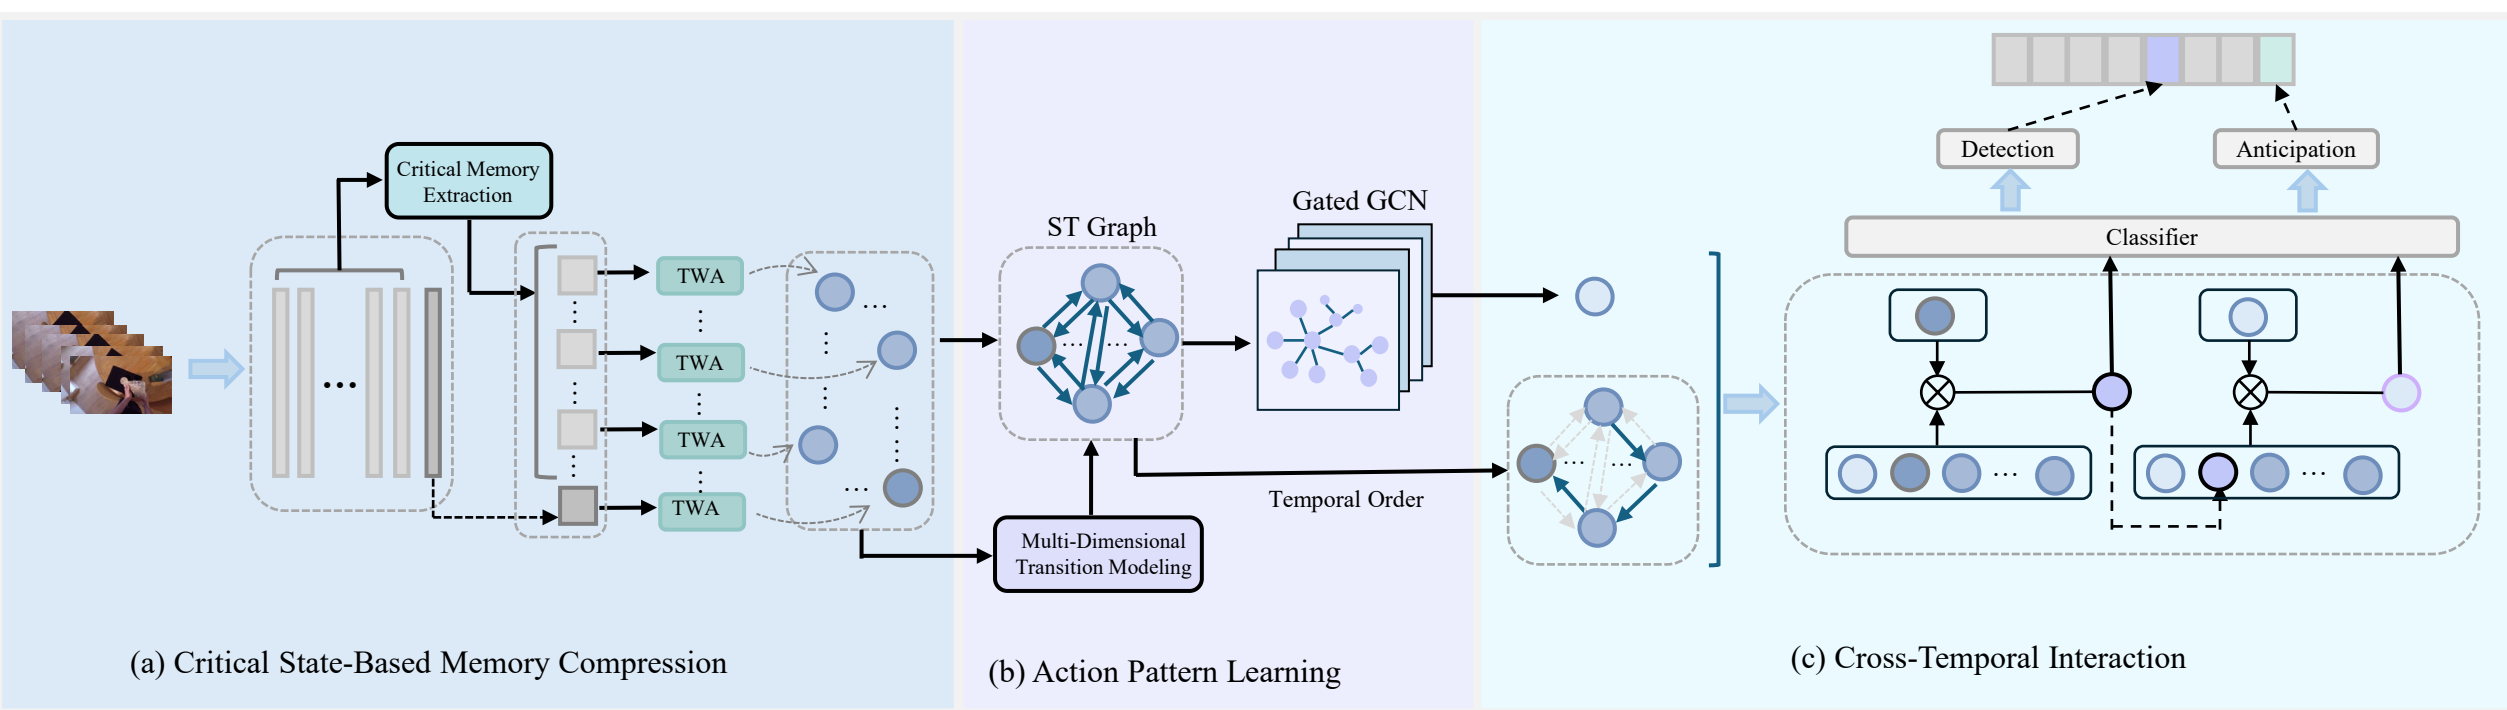 Critical Memory
Extraction
TWA
TWA
TWA
TWA
(a) Critical State-Based Memory Compression
ST Graph
Gated GCN
Temporal Order
Multi-Dimensional
Transition Modeling
(b) Action Pattern Learning
Detection
Anticipation
Classifier
(c) Cross-Temporal Interaction